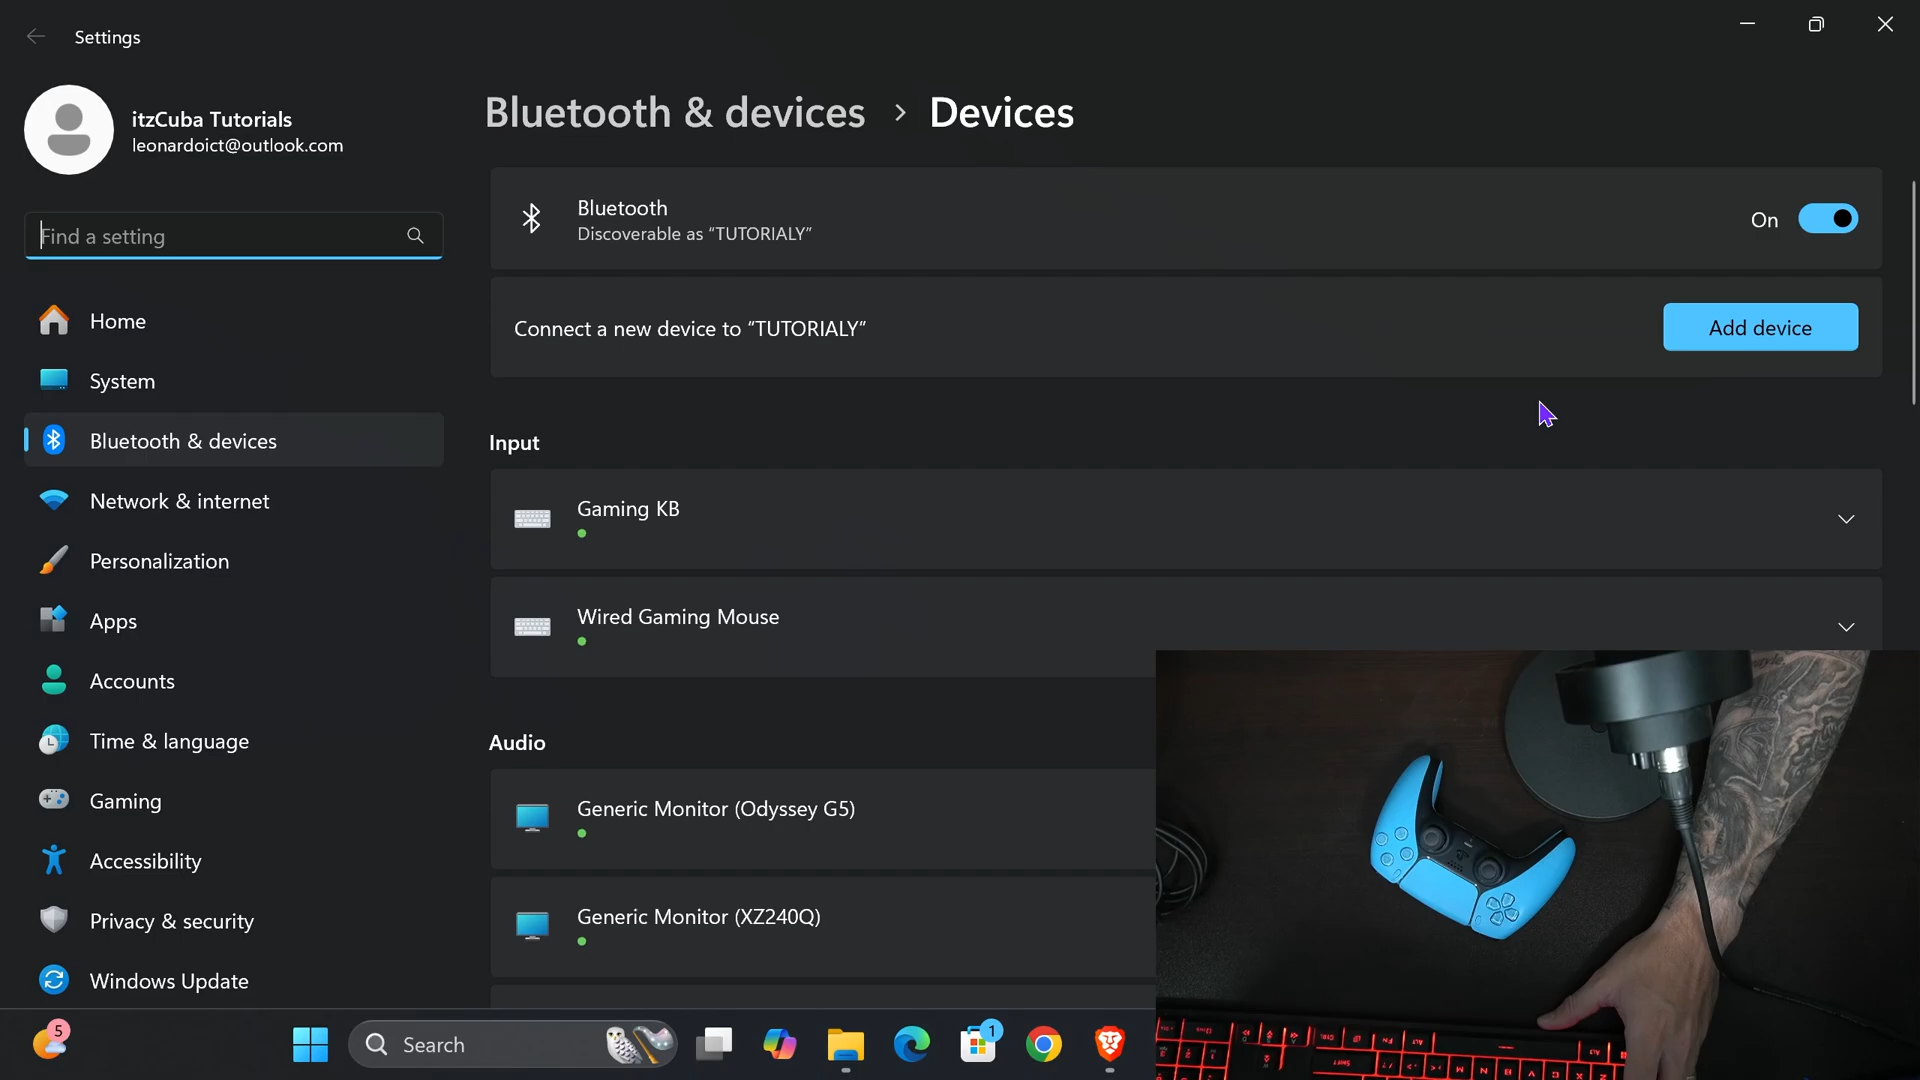 Settings
itzCuba Tutorials
leonardoict@outlook.com
Find a setting
Home
System
Bluetooth & devices
Network & internet
Personalization
Apps
Accounts
Time & language
Gaming
Accessibility
Privacy & security
Windows Update
Bluetooth & devices > Devices
Bluetooth
Discoverable as “TUTORIALY”
On
Connect a new device to “TUTORIALY”
Add device
Input
Gaming KB
Wired Gaming Mouse
Audio
Generic Monitor (Odyssey G5)
Generic Monitor (XZ240Q)
5
Search
1